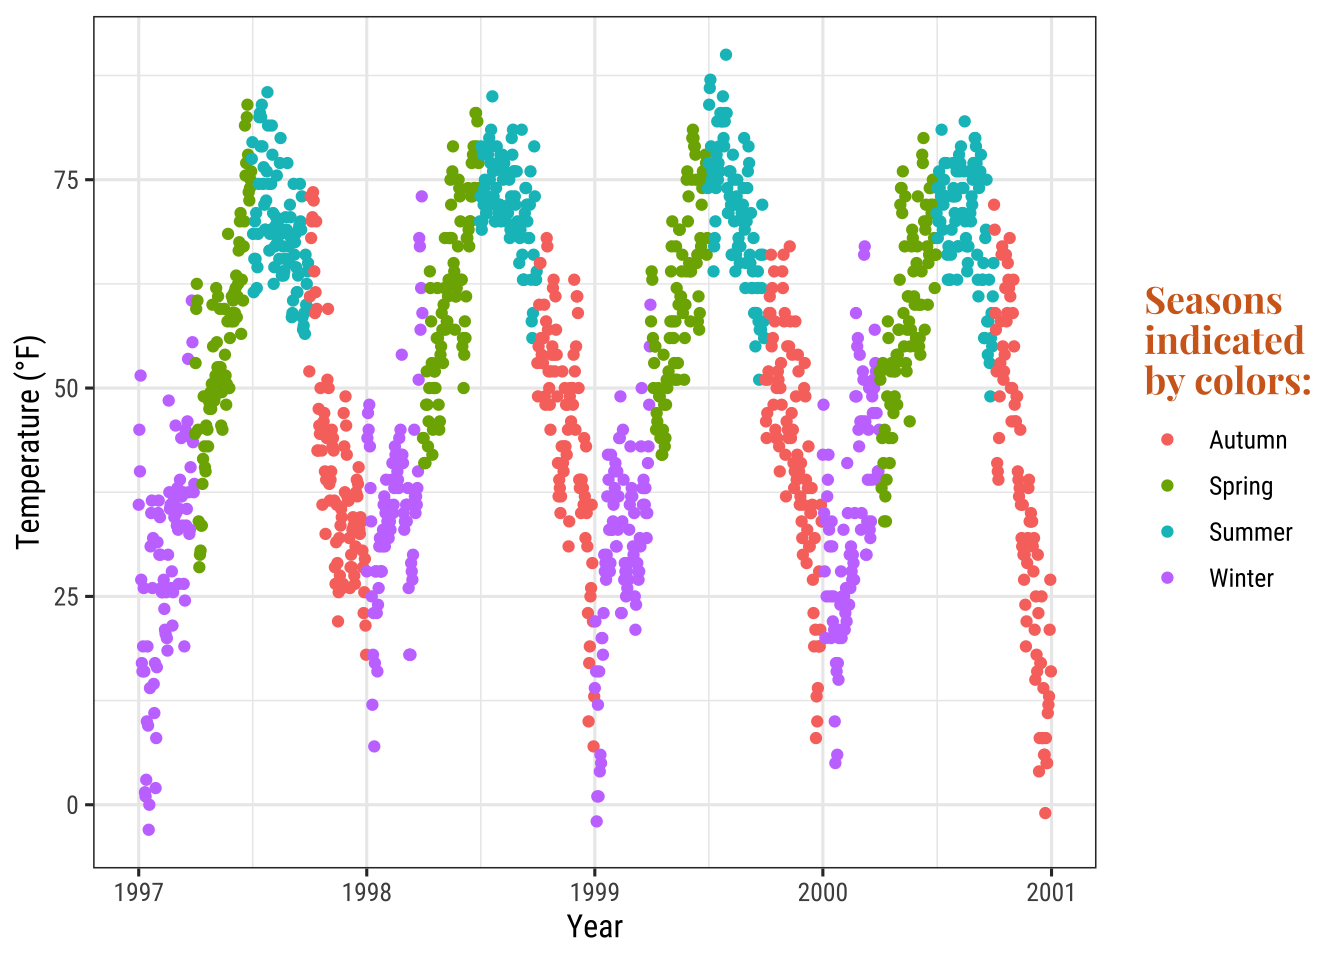 75
50
25
0
Temperature (°F)
1997 1998 1999 2000 2001
Year
Seasons
indicated
by colors:
Autumn
Spring
Summer
Winter